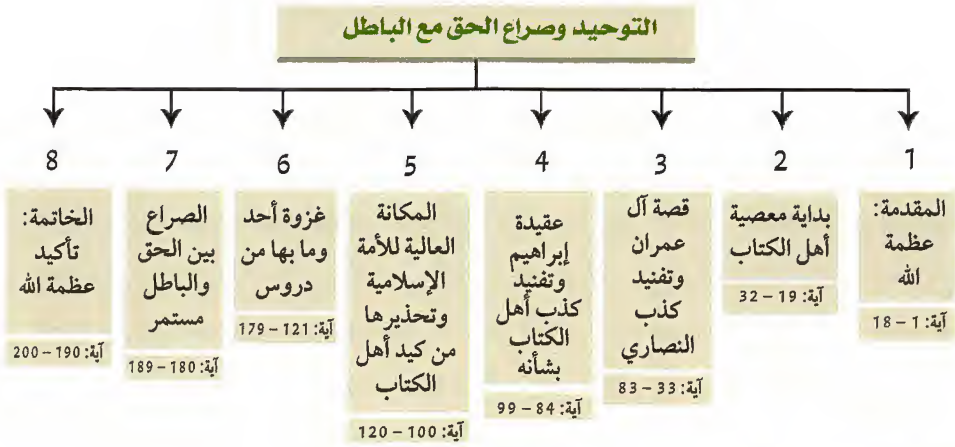 التوحيد وصراع الحق مع الباطل
1
المقدمة:
عظمة
الله
آية: 1 – 18
2
بداية معصية
أهل الكتاب
آية: 19 – 32
3
قصة آل
عمران
وتفنيد
كذب
النصاري
آية: 33 – 83
4
عقيدة
إبراهيم
وتفنيد
كذب أهل
الكتاب
بشأنه
آية: 84 – 99
5
المكانة
العالية للأمة
الإسلامية
وتحذيرها
من كيد أهل
الكتاب
آية: 100 – 120
6
غزوة أحد
وما بها من
دروس
آية: 121 – 179
7
الصراع
بين الحق
والباطل
مستمر
آية: 180 – 189
8
الخاتمة:
تأكيد
عظمة الله
آية: 190 – 200